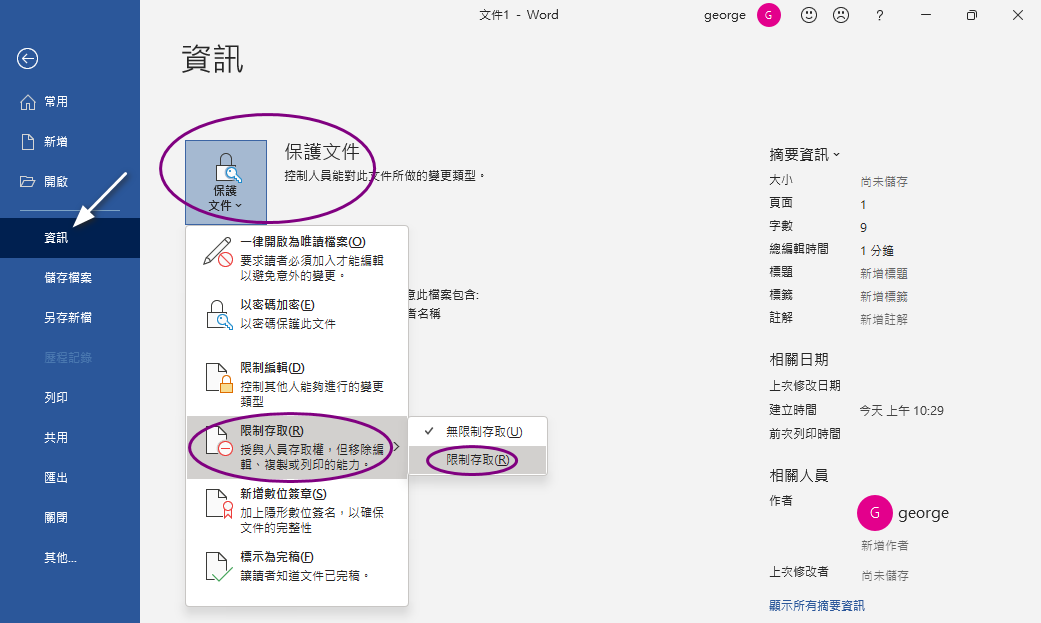 文件1 - Word
george
G
?
資訊
常用
新增
開啟
資訊
儲存檔案
另存新檔
歷程記錄
列印
共用
匯出
關閉
其他...
保護
文件
保護文件
控制人員能對此文件所做的變更類型。
一律開啟為唯讀檔案(O)
要求讀者必須加入才能編輯
以避免意外的變更。
以密碼加密(E)
以密碼保護此文件
限制編輯(D)
控制其他人能夠進行的變更
類型
限制存取(R)
授與人員存取權，但移除編
輯、複製或列印的能力。
新增數位簽章(S)
加上隱形數位簽名，以確保
文件的完整性
標示為完稿(F)
讓讀者知道文件已完稿。
無限制存取(U)
限制存取(R)
意此檔案包含:
者名稱
摘要資訊
大小 尚未儲存
頁面 1
字數 9
總編輯時間 1 分鐘
標題 新增標題
標籤 新增標籤
註解 新增註解
相關日期
上次修改日期
建立時間 今天 上午 10:29
前次列印時間
相關人員
作者
G
george
新增作者
上次修改者 尚未儲存
顯示所有摘要資訊